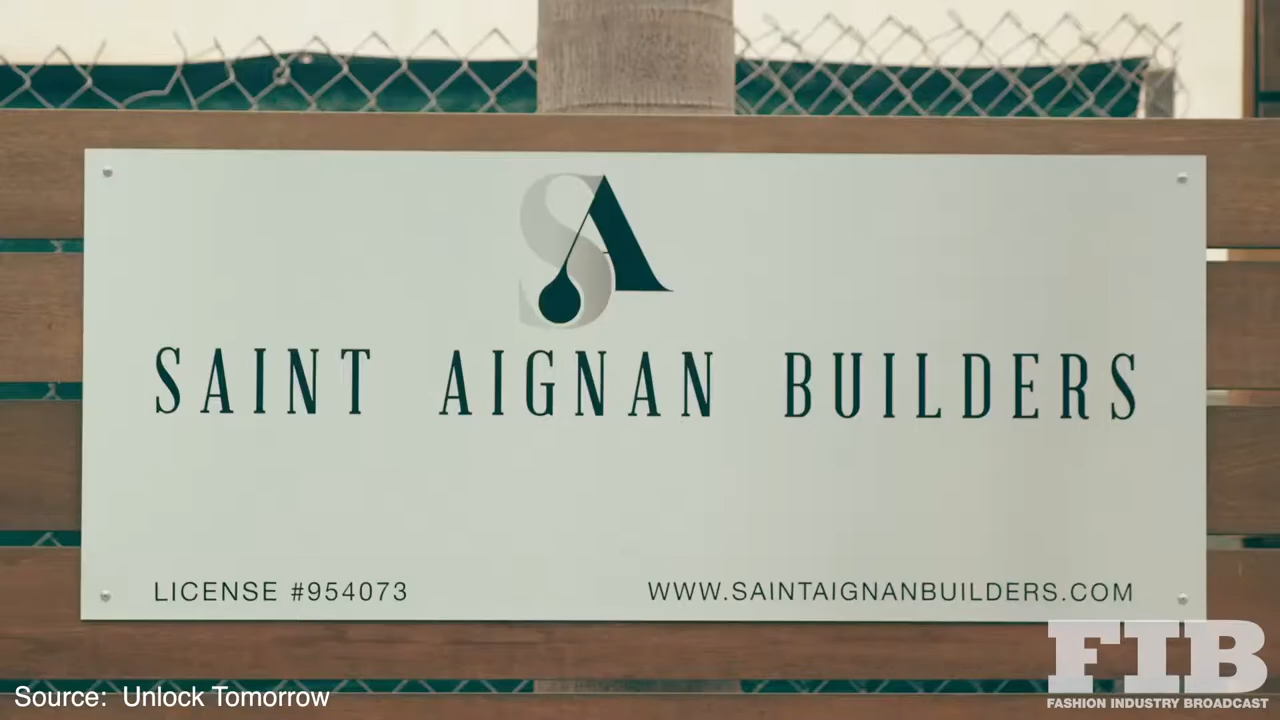 SA
SAINT AIGNAN BUILDERS
LICENSE #954073
WWW.SAINTAIGNANBUILDERS.COM
Source: Unlock Tomorrow
FIB
FASHION INDUSTRY BROADCAST